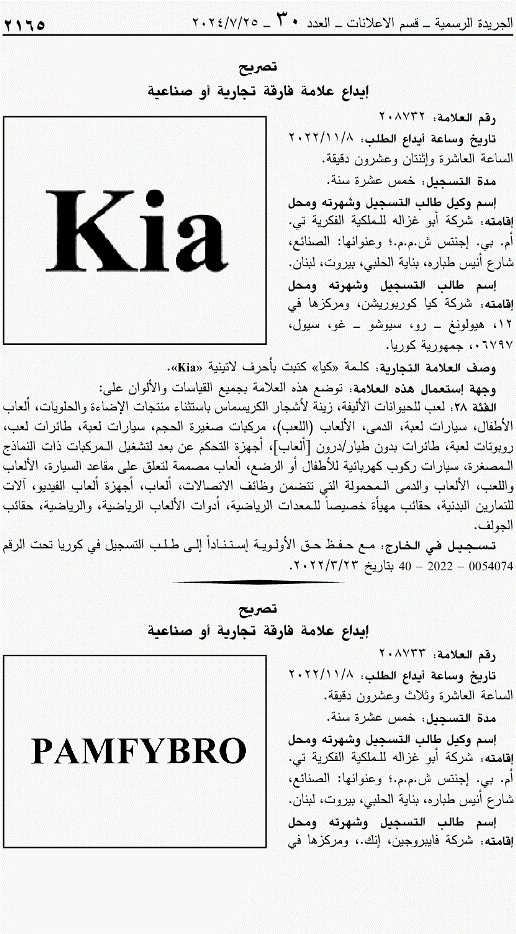 الجريدة الرسمية ــ قسم الاعلانات ــ العدد ٣٠ ــ ٢٠٢٤/٧/٢٥
٢١٦٥
تصريح
إيداع علامة فارقة تجارية أو صناعية
رقم العلامة: ٢٠٨٧٣٢
تاريخ وساعة أيداع الطلب: ٢٠٢٢/١١/٨
الساعة العاشرة وإثنتان وعشرون دقيقة.
مدة التسجيل: خمس عشرة سنة.
إسم وكيل طالب التسجيل وشهرته ومحل
إقامته: شركة أبو غزاله للملكية الفكرية تي.
أم. بي. إجنتس ش.م.م.؛ وعنوانها: الصنائع،
شارع أنيس طباره، بناية الحلبي، بيروت، لبنان.
إسم طالب التسجيل وشهرته ومحل
إقامته: شركة كيا كوربوريشن، ومركزها في
١٢، هيولونغ ــ رو، سيوشو ــ غو، سيول،
٠٦٧٩٧، جمهورية كوريا.
Kia
وصف العلامة التجارية: كلمة «كيا» كتبت بأحرف لاتينية «Kia».
وجهة إستعمال هذه العلامة: توضع هذه العلامة بجميع القياسات والألوان على:
الفئة ٢٨: لعب للحيوانات الأليفة، زينة لأشجار الكريسماس باستثناء منتجات الإضاءة والحلويات، ألعاب
الأطفال، سيارات لعبة، الدمى، الألعاب (اللعب)، مركبات صغيرة الحجم، سيارات لعبة، طائرات لعب،
روبوتات لعبة، طائرات بدون طيار/درون [ألعاب]، أجهزة التحكم عن بعد لتشغيل المركبات ذات النماذج
المصغرة، سيارات ركوب كهربائية للأطفال أو الرضع، ألعاب مصممة لتعلق على مقاعد السيارة، الألعاب
واللعب، الألعاب والدمى المحمولة التي تتضمن وظائف الاتصالات، ألعاب، أجهزة ألعاب الفيديو، آلات
للتمارين البدنية، حقائب مهيأة خصيصاً للمعدات الرياضية، أدوات الألعاب الرياضية، والرياضية، حقائب
الجولف.
تسجيل في الخارج: مع حفظ حق الأولوية إستناداً إلى طلب التسجيل في كوريا تحت الرقم
40 – 2022 – 0054074 بتاريخ ٢٠٢٢/٣/٢٣.
تصريح
إيداع علامة فارقة تجارية أو صناعية
رقم العلامة: ٢٠٨٧٣٣
تاريخ وساعة أيداع الطلب: ٢٠٢٢/١١/٨
الساعة العاشرة وثلاث وعشرون دقيقة.
مدة التسجيل: خمس عشرة سنة.
إسم وكيل طالب التسجيل وشهرته ومحل
إقامته: شركة أبو غزاله للملكية الفكرية تي.
أم. بي. إجنتس ش.م.م.؛ وعنوانها: الصنائع،
شارع أنيس طباره، بناية الحلبي، بيروت، لبنان.
إسم طالب التسجيل وشهرته ومحل
إقامته: شركة فايبروجين، إنك.، ومركزها في
PAMFYBRO